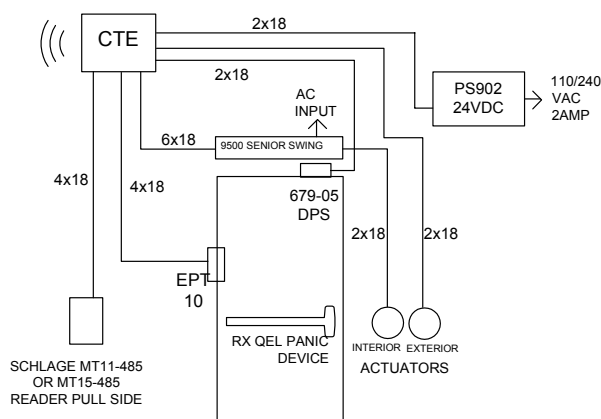 CTE
2x18
2x18
PS902
24VDC
110/240
VAC
2AMP
AC
INPUT
6x18
9500 SENIOR SWING
4x18
4x18
679-05
DPS
2x18
2x18
EPT
10
RX QEL PANIC
DEVICE
INTERIOR
EXTERIOR
ACTUATORS
SCHLAGE MT11-485
OR MT15-485
READER PULL SIDE